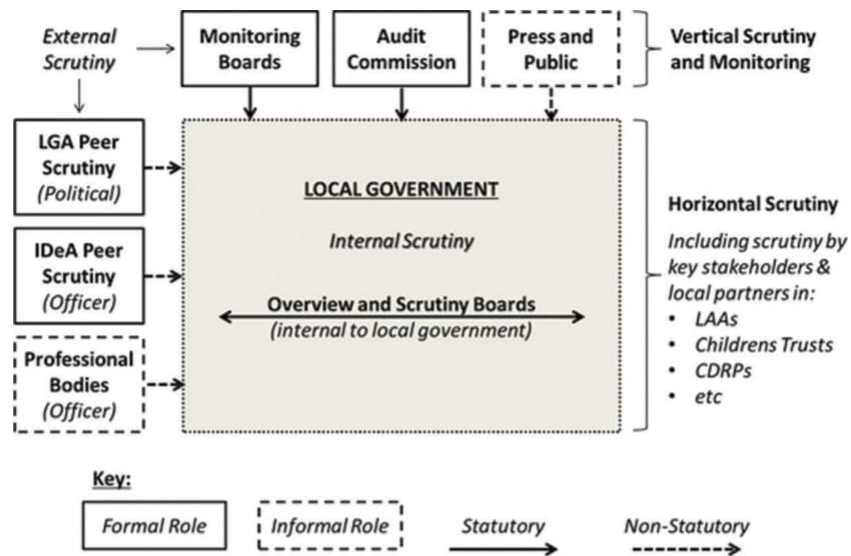 External
Scrutiny
Monitoring
Boards
Audit
Commission
Press and
Public
Vertical Scrutiny
and Monitoring
LGA Peer
Scrutiny
(Political)
IDeA Peer
Scrutiny
(Officer)
Professional
Bodies
(Officer)
LOCAL GOVERNMENT
Internal Scrutiny
Overview and Scrutiny Boards
(internal to local government)
Horizontal Scrutiny
Including scrutiny by
key stakeholders &
local partners in:
• LAAs
• Childrens Trusts
• CDRPs
• etc
Key:
Formal Role
Informal Role
Statutory
Non-Statutory